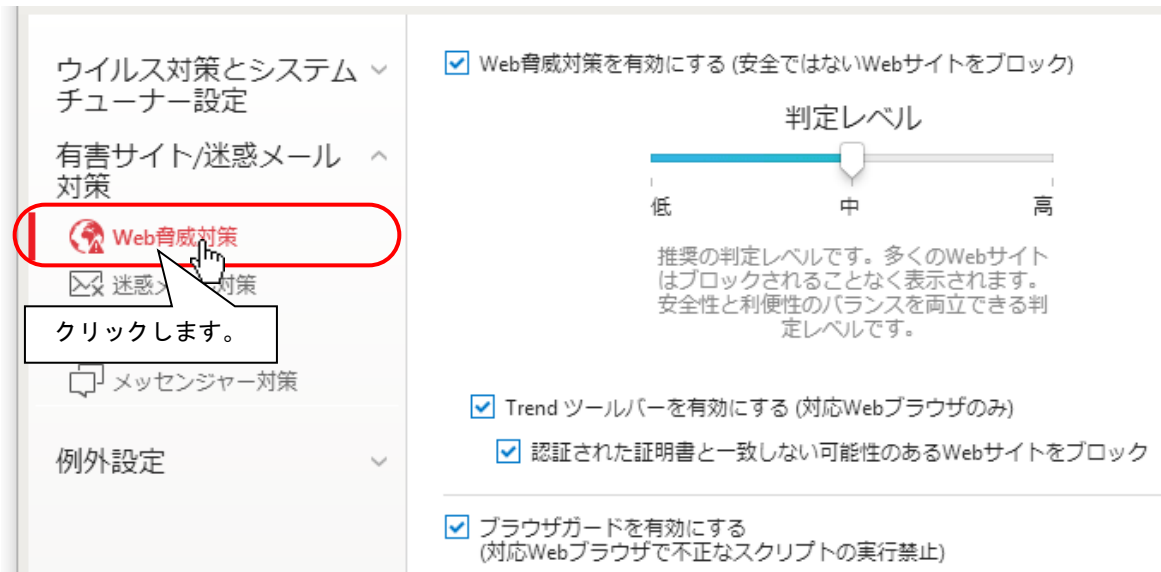 ウイルス対策とシステム
チューナー設定
有害サイト/迷惑メール
対策
Web脅威対策
迷惑 対策
クリックします。
メッセンジャー対策
例外設定
Web脅威対策を有効にする (安全ではないWebサイトをブロック)
判定レベル
低 中 高
推奨の判定レベルです。多くのWebサイト
はブロックされることなく表示されます。
安全性と利便性のバランスを両立できる判
定レベルです。
Trend ツールバーを有効にする (対応Webブラウザのみ)
認証された証明書と一致しない可能性のあるWebサイトをブロック
ブラウザガードを有効にする
(対応Webブラウザで不正なスクリプトの実行禁止)